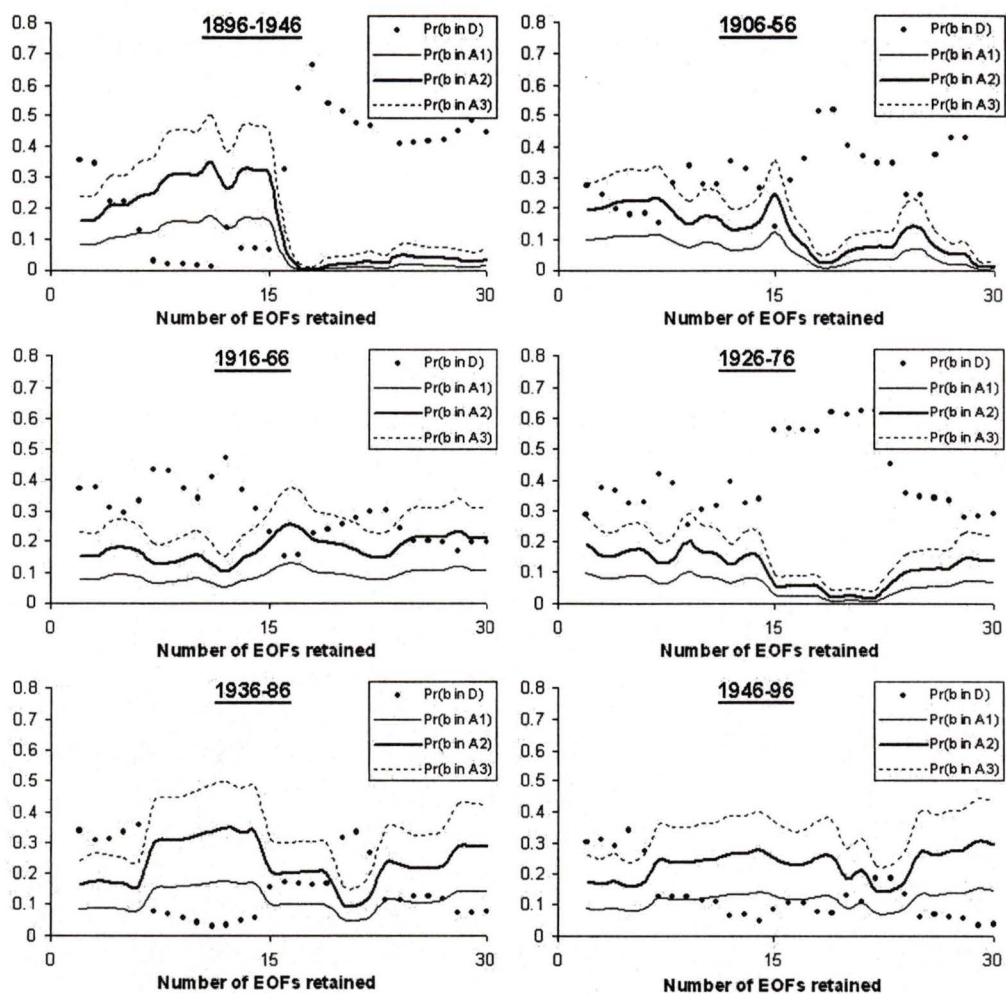 1896-1946
Pr(b in D)
Pr(b in A1)
Pr(b in A2)
Pr(b in A3)
0.8
0.7
0.6
0.5
0.4
0.3
0.2
0.1
0
0 15 30
Number of EOFs retained
1906-56
Pr(b in D)
Pr(b in A1)
Pr(b in A2)
Pr(b in A3)
0.8
0.7
0.6
0.5
0.4
0.3
0.2
0.1
0
0 15 30
Number of EOFs retained
1916-66
Pr(b in D)
Pr(b in A1)
Pr(b in A2)
Pr(b in A3)
0.8
0.7
0.6
0.5
0.4
0.3
0.2
0.1
0
0 15 30
Number of EOFs retained
1926-76
Pr(b in D)
Pr(b in A1)
Pr(b in A2)
Pr(b in A3)
0.8
0.7
0.6
0.5
0.4
0.3
0.2
0.1
0
0 15 30
Number of EOFs retained
1936-86
Pr(b in D)
Pr(b in A1)
Pr(b in A2)
Pr(b in A3)
0.8
0.7
0.6
0.5
0.4
0.3
0.2
0.1
0
0 15 30
Number of EOFs retained
1946-96
Pr(b in D)
Pr(b in A1)
Pr(b in A2)
Pr(b in A3)
0.8
0.7
0.6
0.5
0.4
0.3
0.2
0.1
0
0 15 30
Number of EOFs retained